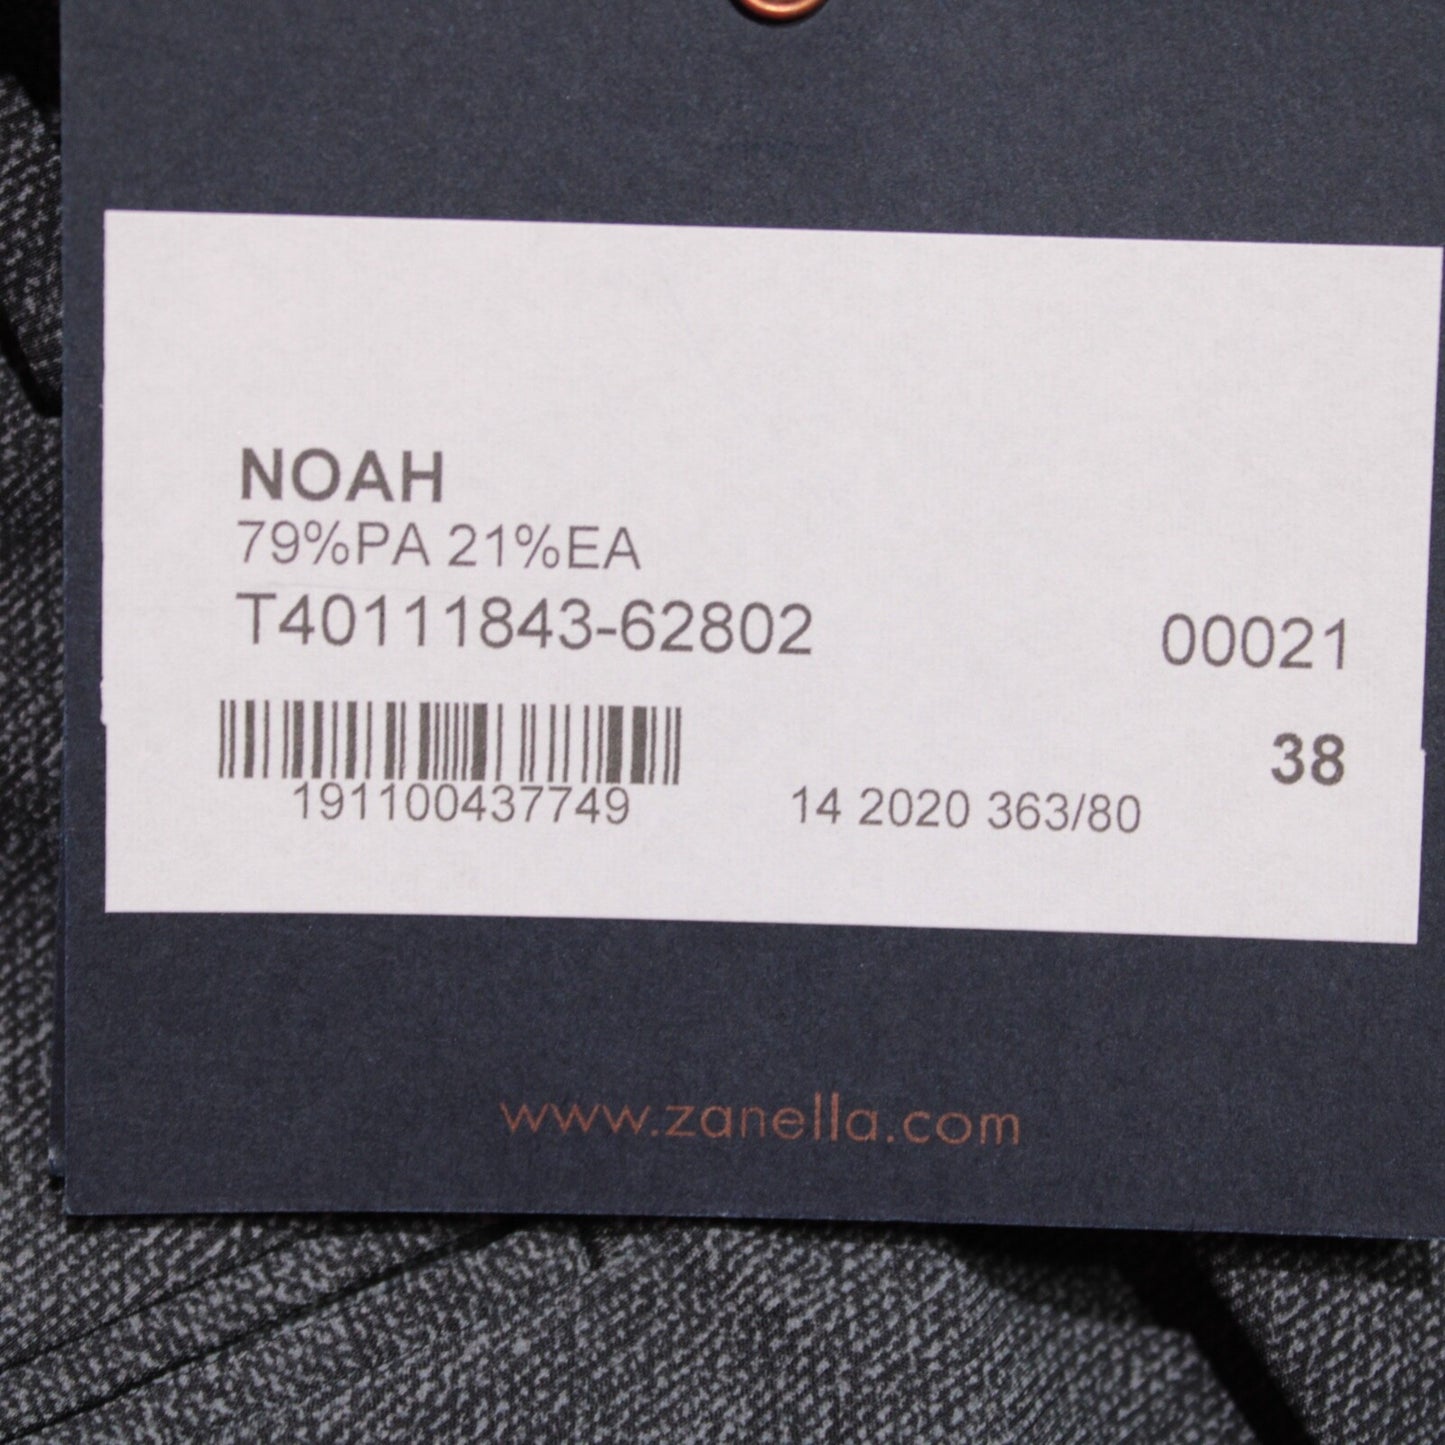 NOAH
79%PA 21%EA
T40111843-62802 00021
38
191100437749 14 2020 363/80
www.zanella.com